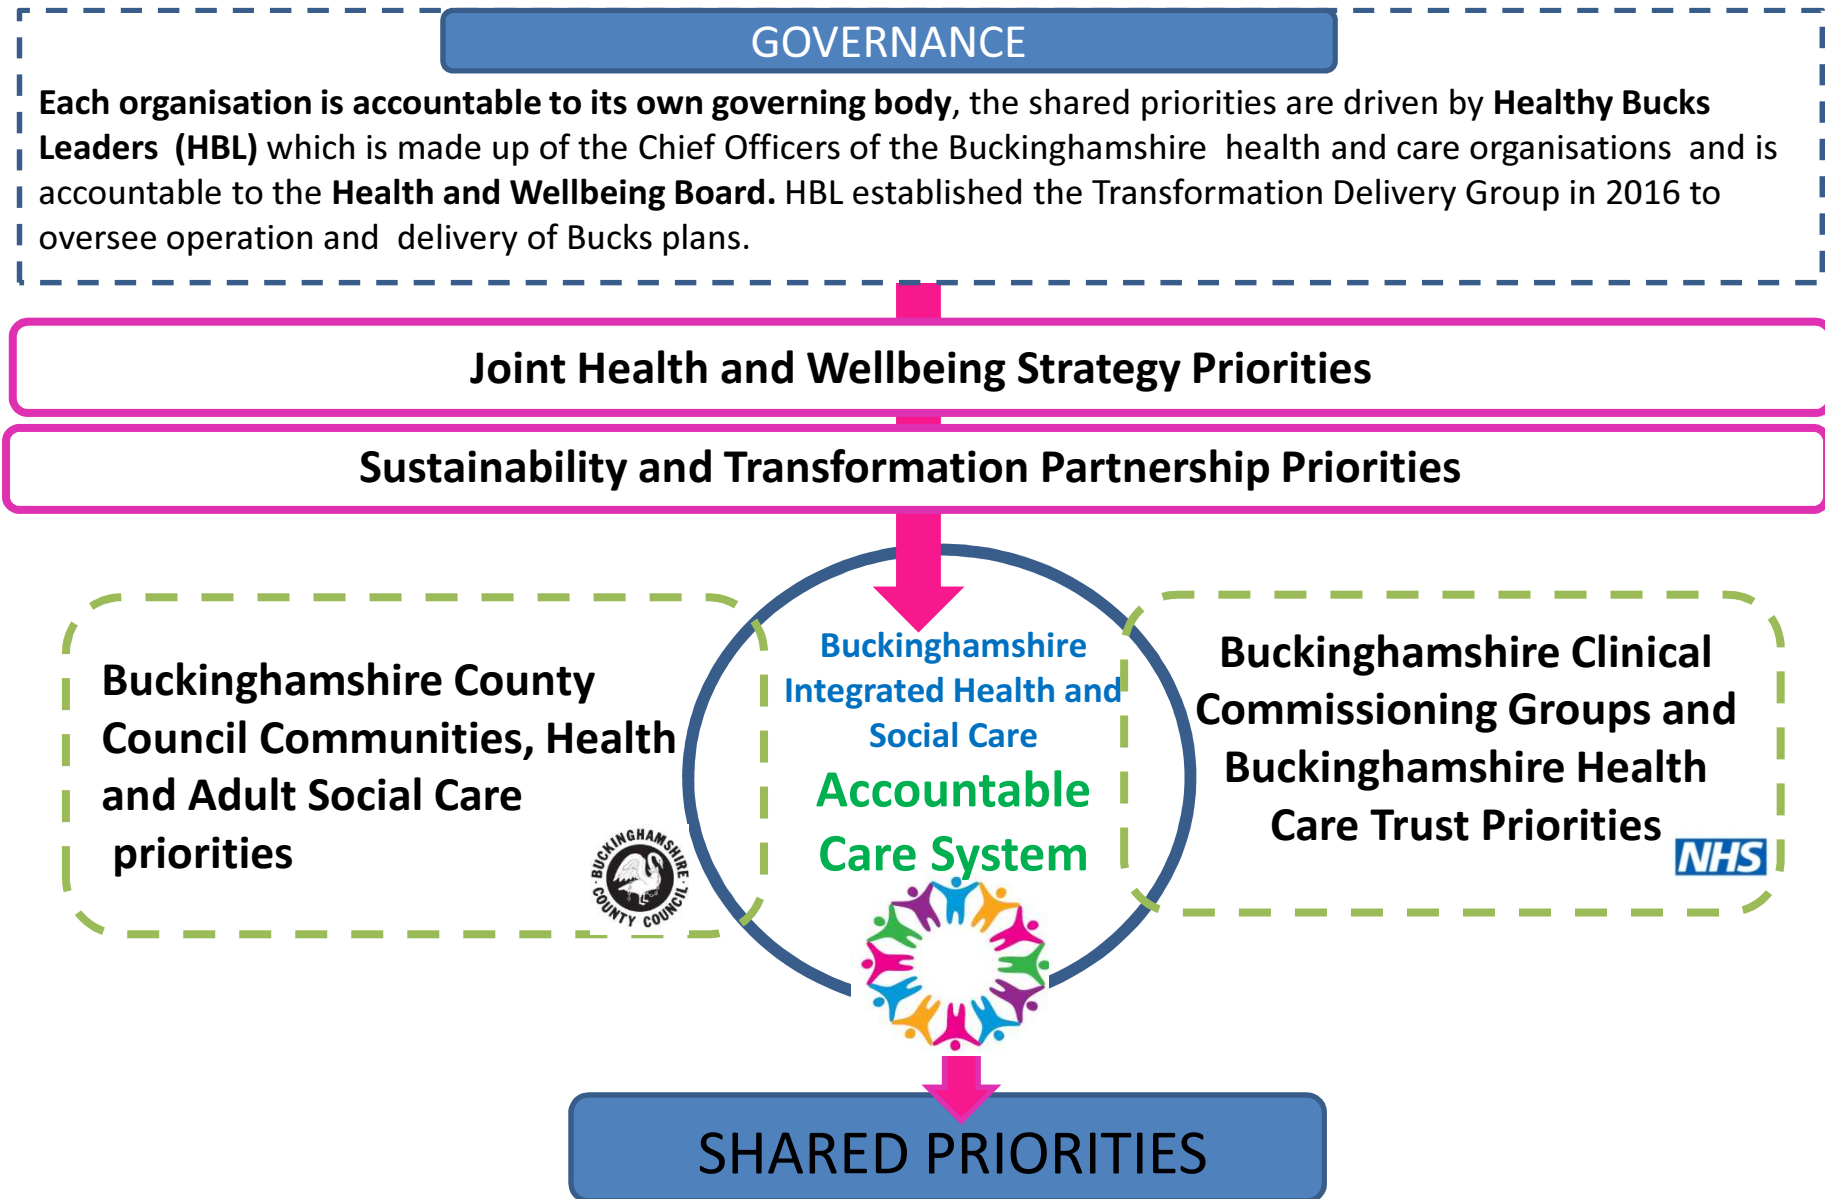 GOVERNANCE
Each organisation is accountable to its own governing body, the shared priorities are driven by Healthy Bucks
Leaders (HBL) which is made up of the Chief Officers of the Buckinghamshire health and care organisations and is
accountable to the Health and Wellbeing Board. HBL established the Transformation Delivery Group in 2016 to
oversee operation and delivery of Bucks plans.
Joint Health and Wellbeing Strategy Priorities
Sustainability and Transformation Partnership Priorities
Buckinghamshire County
Council Communities, Health
and Adult Social Care
priorities
BUCKINGHAMSHIRE
COUNTY COUNCIL
Buckinghamshire
Integrated Health and
Social Care
Accountable
Care System
Buckinghamshire Clinical
Commissioning Groups and
Buckinghamshire Health
Care Trust Priorities
NHS
SHARED PRIORITIES